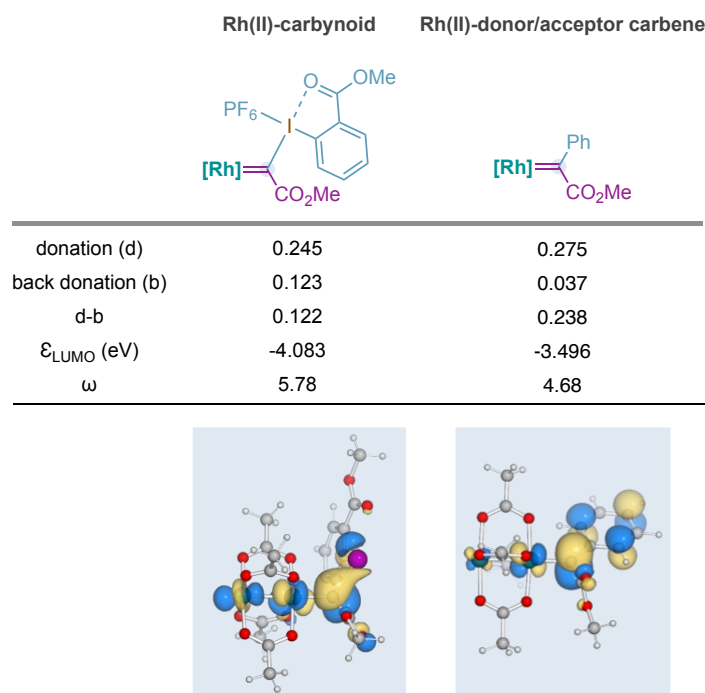 Rh(II)-carbynoid Rh(II)-donor/acceptor carbene
O OMe
PF6 I Ph
[Rh] CO2Me [Rh] CO2Me
donation (d) 0.245 0.275
back donation (b) 0.123 0.037
d-b 0.122 0.238
ƐLUMO (eV) -4.083 -3.496
ω 5.78 4.68